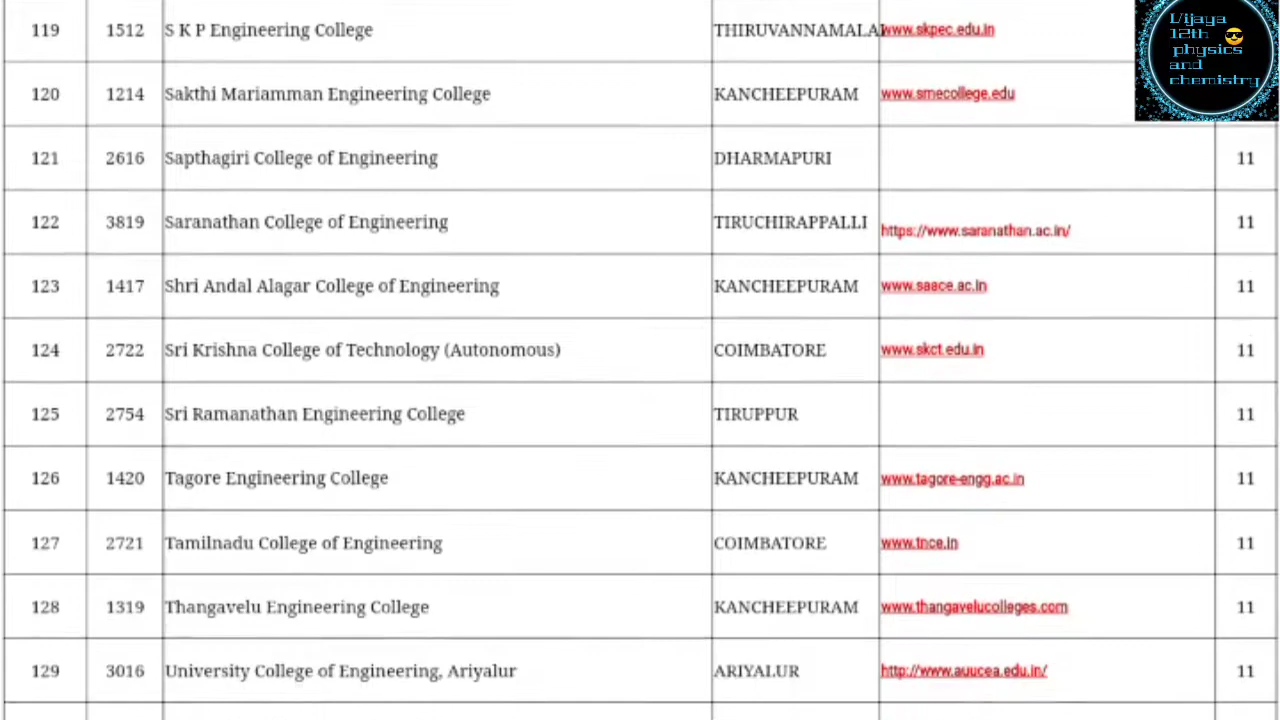 119 1512 S K P Engineering College THIRUVANNAMALAI www.skpec.edu.in
Vijaya
12th 😎
physics
and
chemistry
120 1214 Sakthi Mariamman Engineering College KANCHEEPURAM www.smecollege.edu
121 2616 Sapthagiri College of Engineering DHARMAPURI 11
122 3819 Saranathan College of Engineering TIRUCHIRAPPALLI https://www.saranathan.ac.in/ 11
123 1417 Shri Andal Alagar College of Engineering KANCHEEPURAM www.saace.ac.in 11
124 2722 Sri Krishna College of Technology (Autonomous) COIMBATORE www.skct.edu.in 11
125 2754 Sri Ramanathan Engineering College TIRUPPUR 11
126 1420 Tagore Engineering College KANCHEEPURAM www.tagore-engg.ac.in 11
127 2721 Tamilnadu College of Engineering COIMBATORE www.tnce.in 11
128 1319 Thangavelu Engineering College KANCHEEPURAM www.thangavelucolleges.com 11
129 3016 University College of Engineering, Ariyalur ARIYALUR http://www.auucea.edu.in/ 11